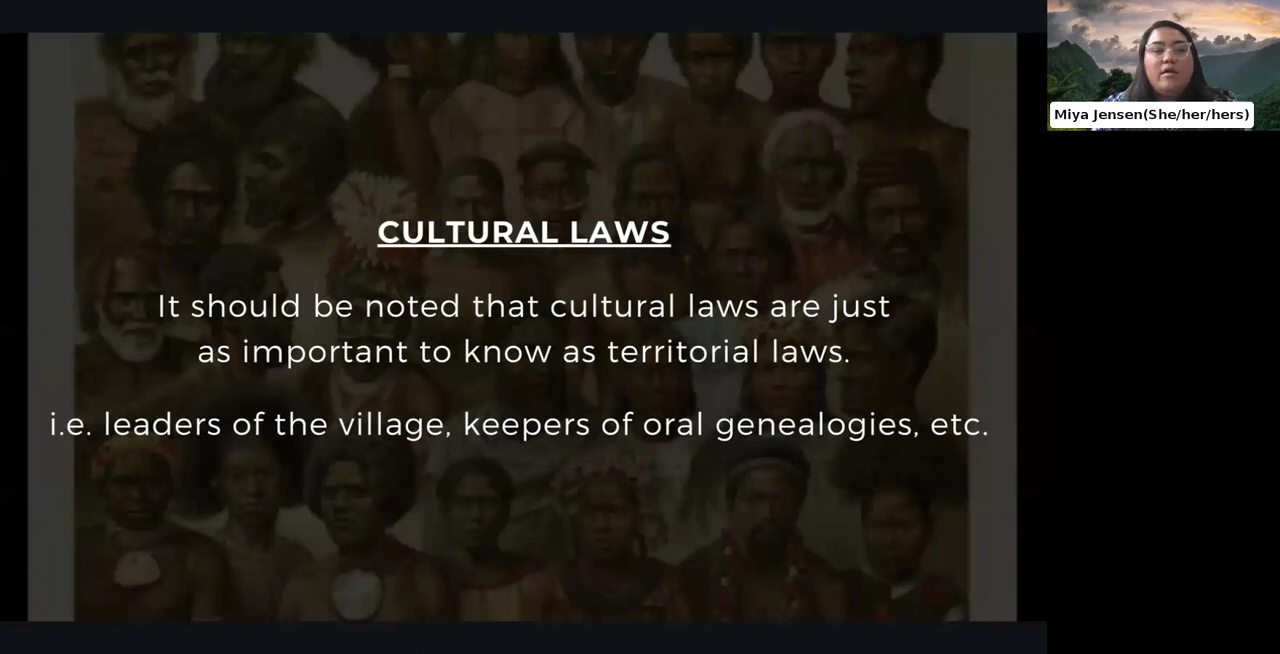 CULTURAL LAWS
It should be noted that cultural laws are just
as important to know as territorial laws.
i.e. leaders of the village, keepers of oral genealogies, etc.
Miya Jensen(She/her/hers)